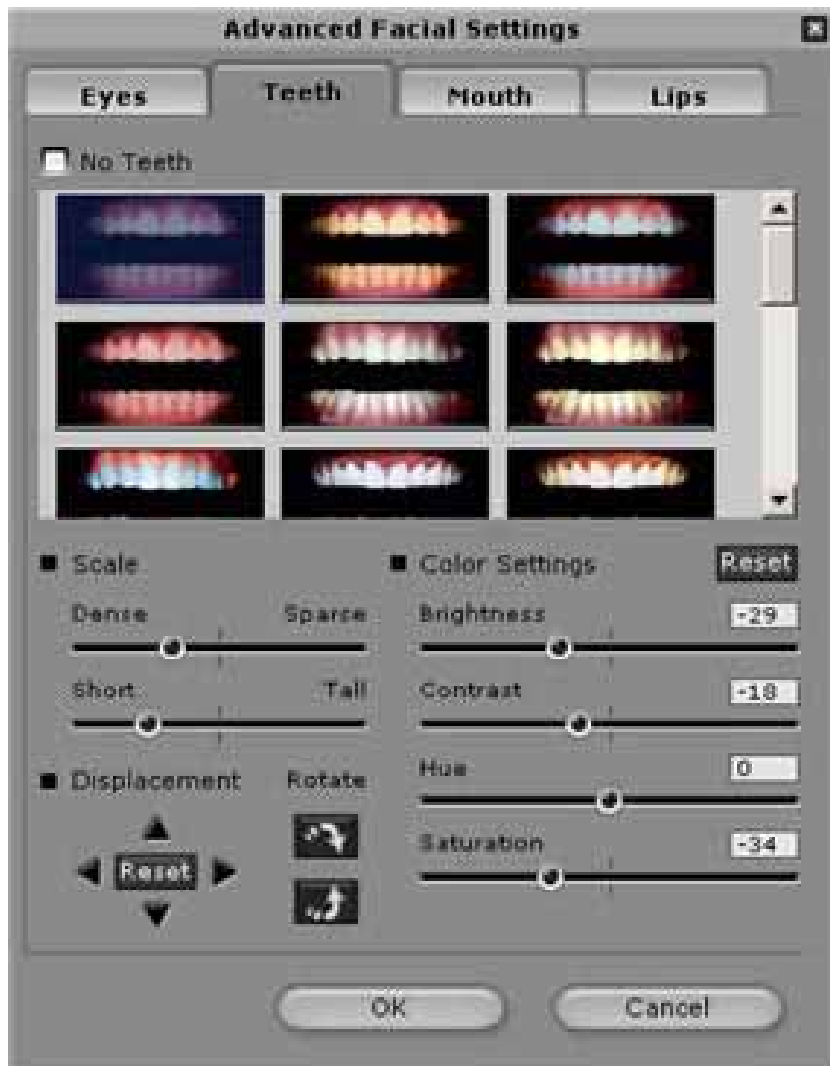 Advanced Facial Settings
Eyes Teeth Mouth Lips
No Teeth
Scale
Dense Sparse
Short Tall
Displacement Rotate
Reset
Color Settings Reset
Brightness -29
Contrast -18
Hue 0
Saturation -34
OK Cancel